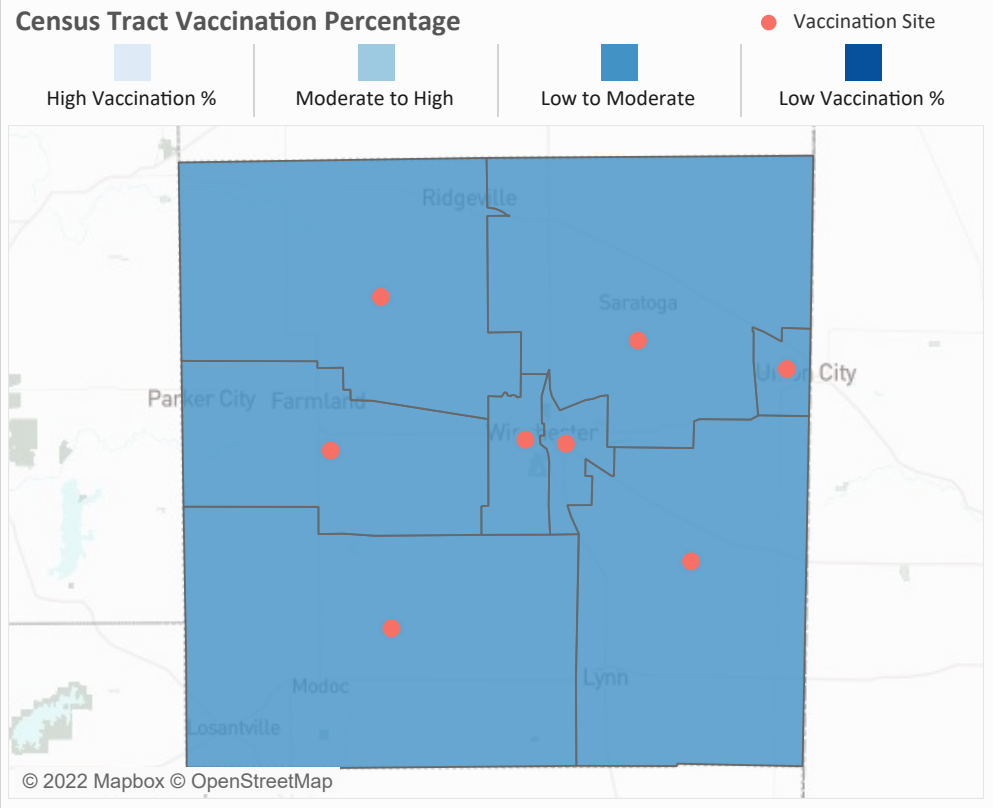 Census Tract Vaccination Percentage
Vaccination Site
High Vaccination %
Moderate to High
Low to Moderate
Low Vaccination %
Ridgeville
Saratoga
Union City
Parker City
Farmland
Winchester
Lynn
Modoc
Losantville
© 2022 Mapbox © OpenStreetMap